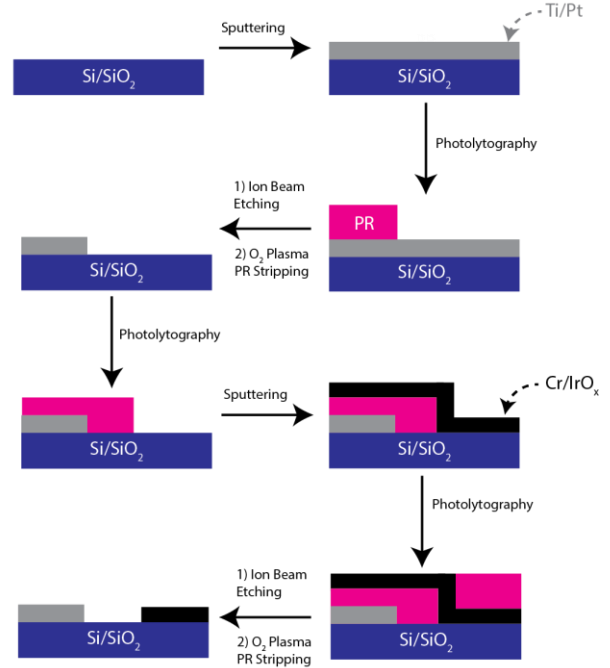 Sputtering
Ti/Pt
Si/SiO₂
Si/SiO₂
Photolytography
1) Ion Beam
Etching
PR
2) O₂ Plasma
PR Stripping
Si/SiO₂
Si/SiO₂
Photolytography
Sputtering
Cr/IrOₓ
Si/SiO₂
Si/SiO₂
Photolytography
1) Ion Beam
Etching
2) O₂ Plasma
PR Stripping
Si/SiO₂
Si/SiO₂